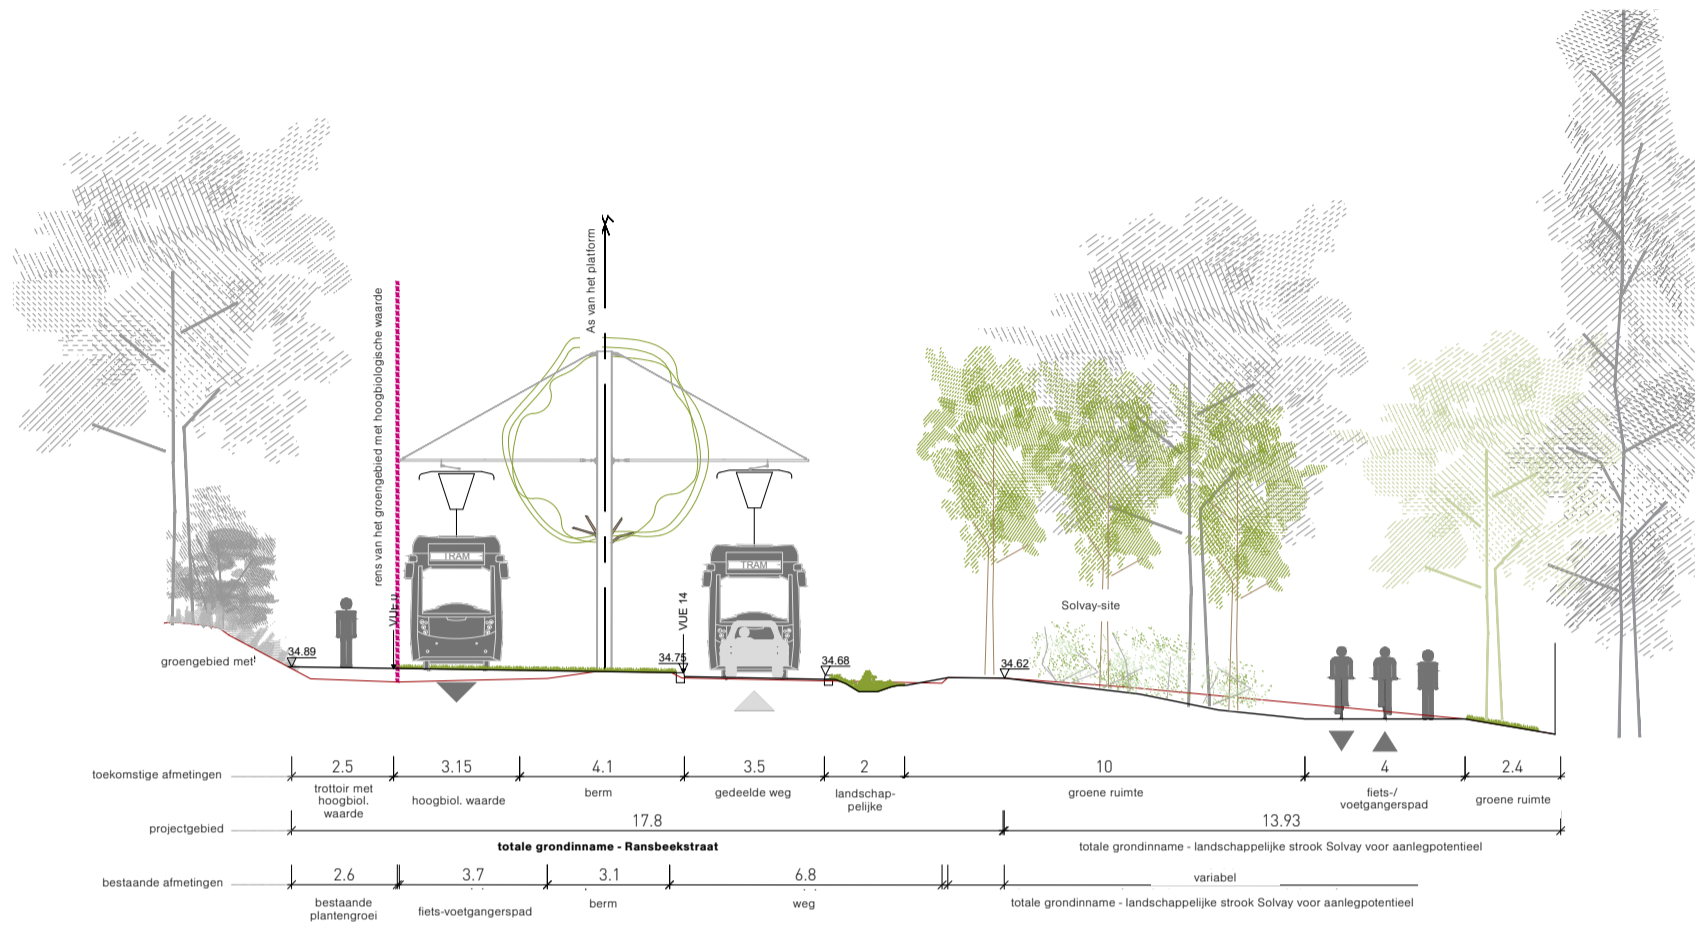 As van het platform
rens van het groengebied met hoogbiologische waarde
TRAM
TRAM
VUE 14
Solvay-site
groengebied met
34.89
34.75
34.68
34.62
toekomstige afmetingen
2.5
3.15
4.1
3.5
2
10
4
2.4
trottoir met
hoogbiol.
waarde
hoogbiol. waarde
berm
gedeelde weg
landschap-
pelijke
groene ruimte
fiets-/
voetgangerspad
groene ruimte
projectgebied
17.8
13.93
totale grondinname - Ransbeekstraat
totale grondinname - landschappelijke strook Solvay voor aanlegpotentieel
bestaande afmetingen
2.6
3.7
3.1
6.8
variabel
bestaande
plantengroei
fiets-voetgangerspad
berm
weg
totale grondinname - landschappelijke strook Solvay voor aanlegpotentieel